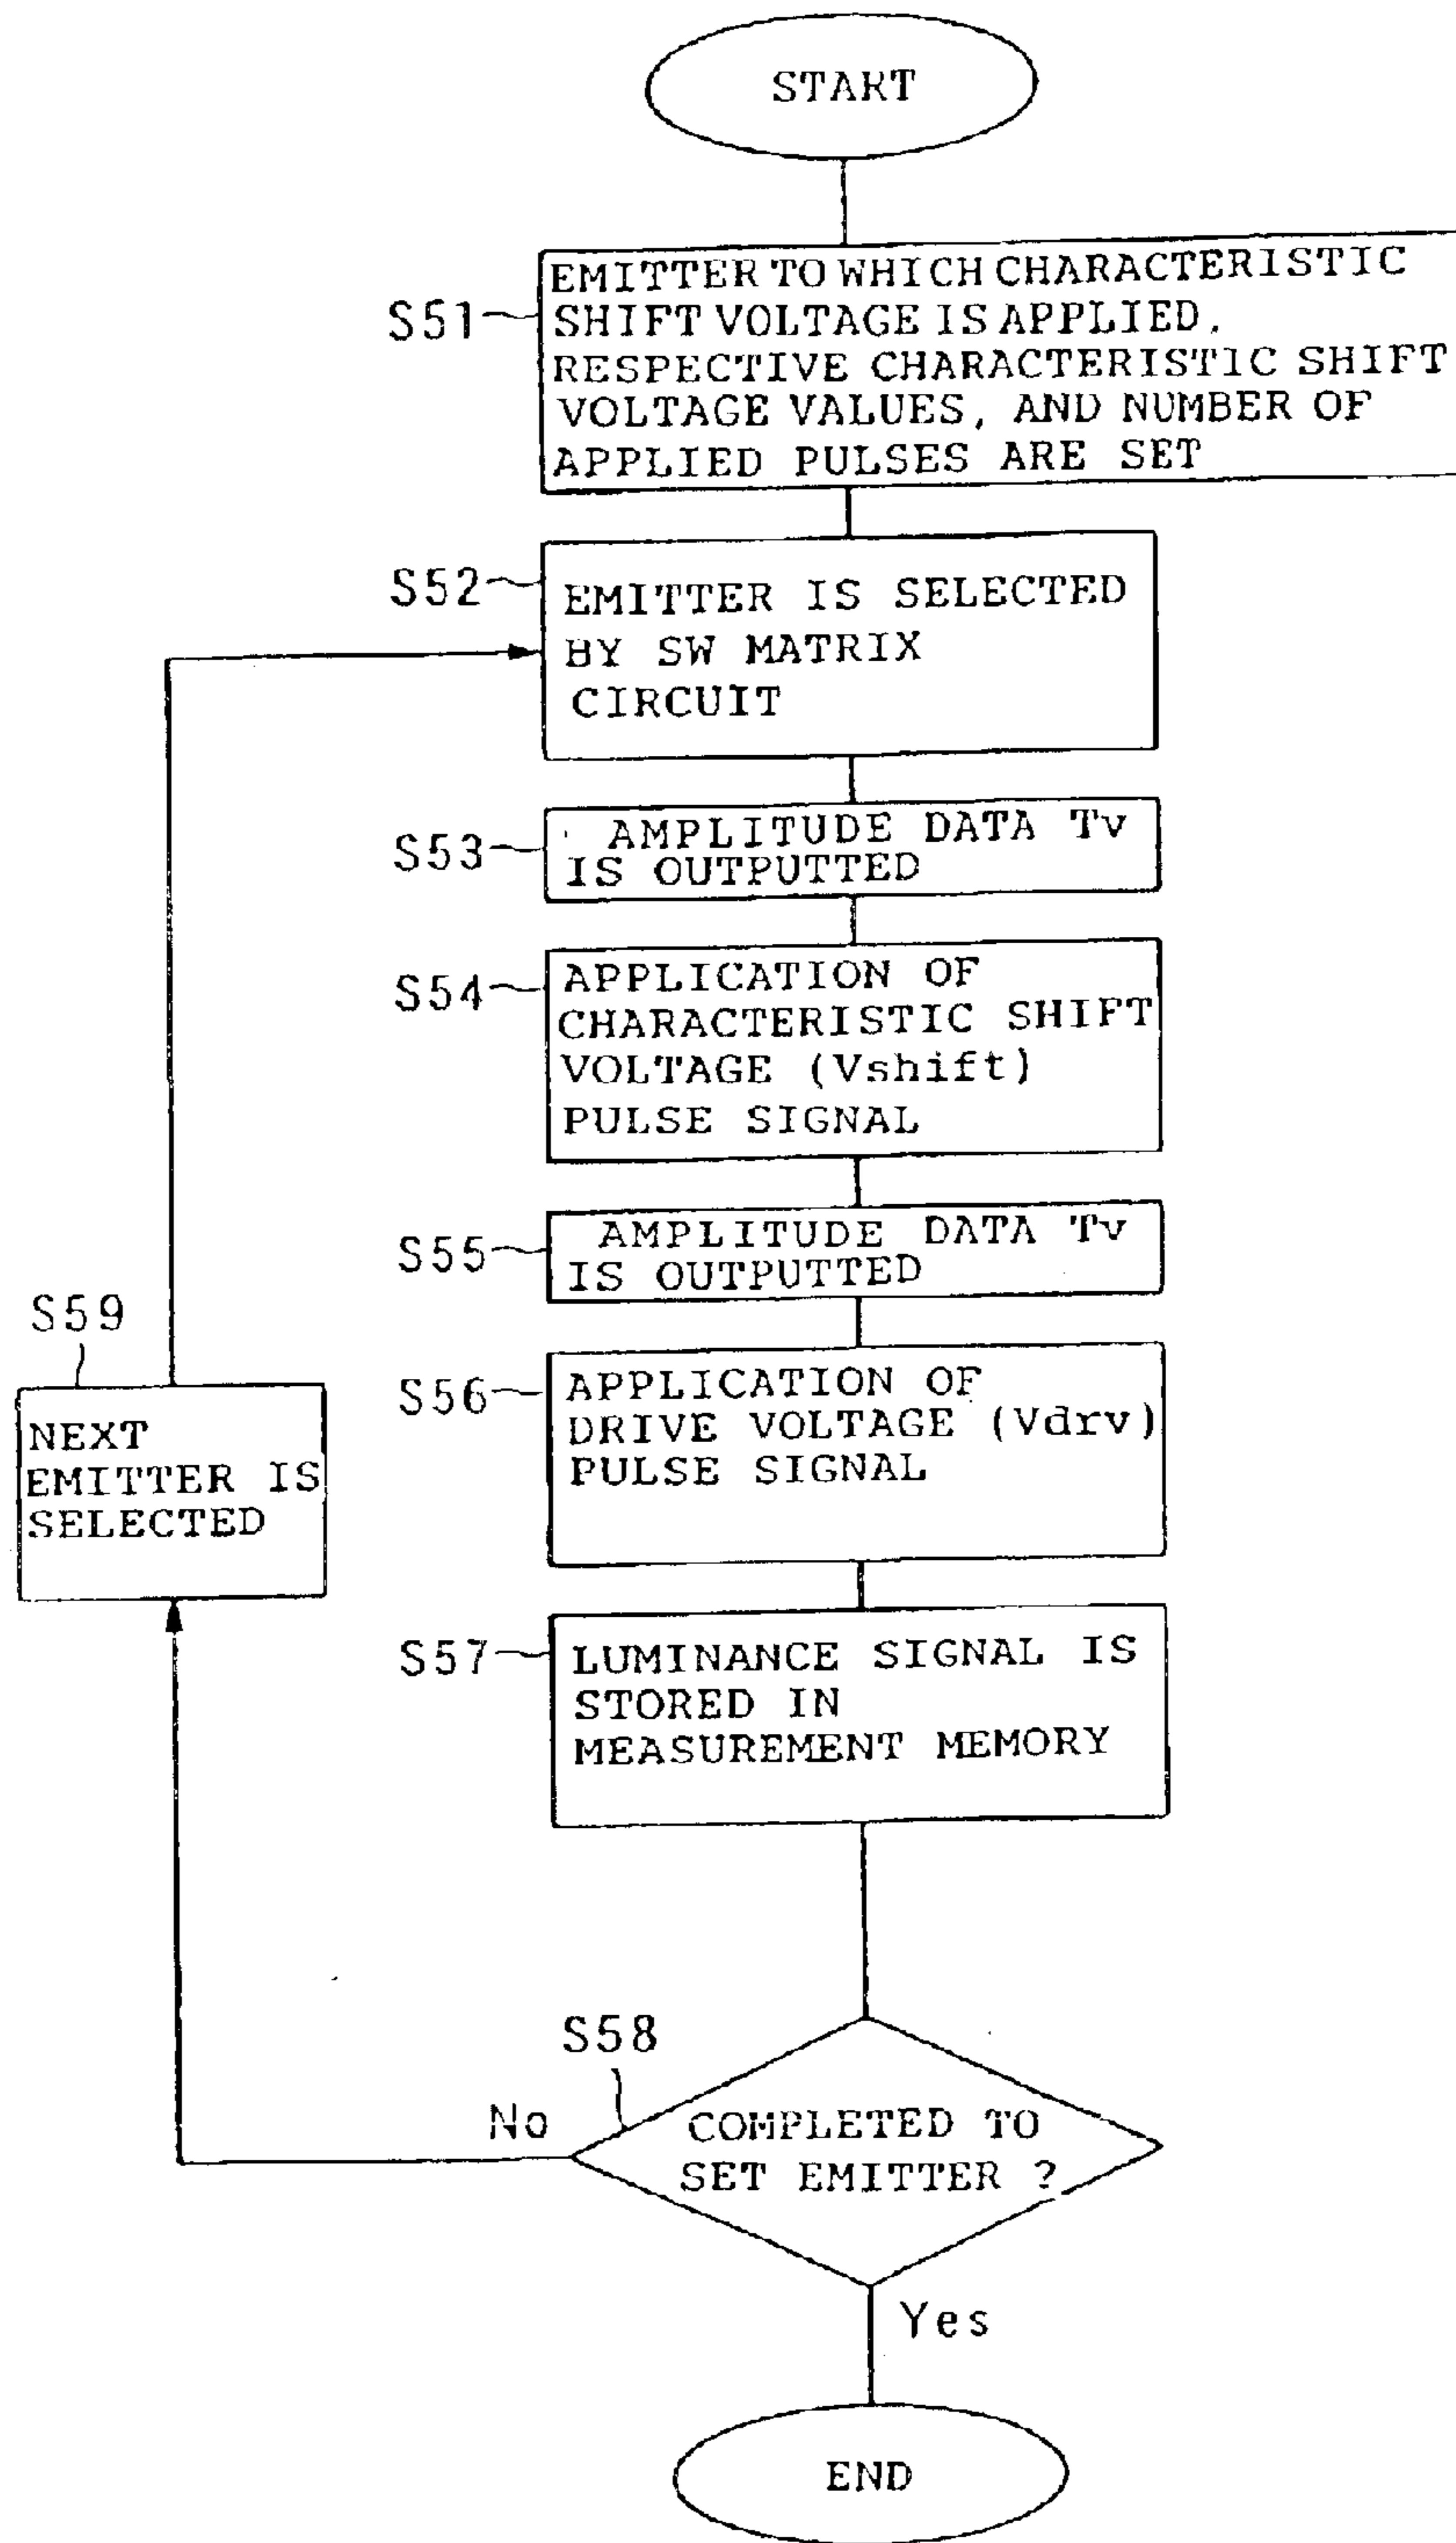 START
S51
EMITTER TO WHICH CHARACTERISTIC
SHIFT VOLTAGE IS APPLIED,
RESPECTIVE CHARACTERISTIC SHIFT
VOLTAGE VALUES, AND NUMBER OF
APPLIED PULSES ARE SET
S52
EMITTER IS SELECTED
BY SW MATRIX
CIRCUIT
S53
AMPLITUDE DATA Tv
IS OUTPUTTED
S54
APPLICATION OF
CHARACTERISTIC SHIFT
VOLTAGE (Vshift)
PULSE SIGNAL
S55
AMPLITUDE DATA Tv
IS OUTPUTTED
S56
APPLICATION OF
DRIVE VOLTAGE (Vdrv)
PULSE SIGNAL
S57
LUMINANCE SIGNAL IS
STORED IN
MEASUREMENT MEMORY
S58
COMPLETED TO
SET EMITTER ?
No
S59
NEXT
EMITTER IS
SELECTED
Yes
END